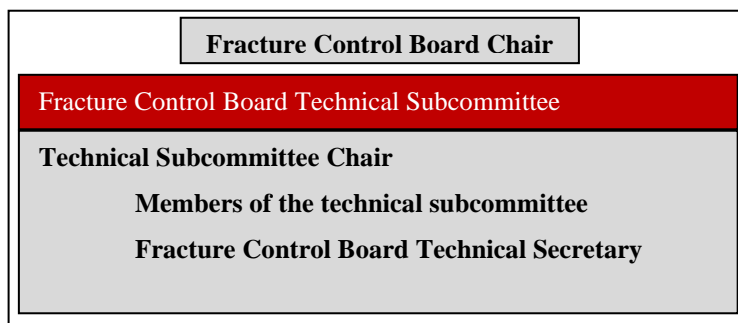 Fracture Control Board Chair
Fracture Control Board Technical Subcommittee
Technical Subcommittee Chair
Members of the technical subcommittee
Fracture Control Board Technical Secretary